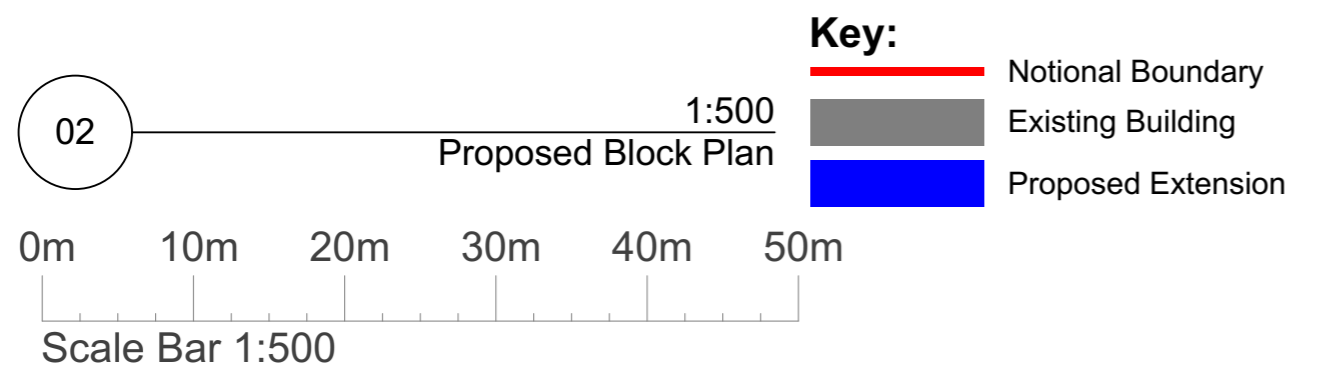 02
1:500
Proposed Block Plan
Key:
Notional Boundary
Existing Building
Proposed Extension
0m 10m 20m 30m 40m 50m
Scale Bar 1:500